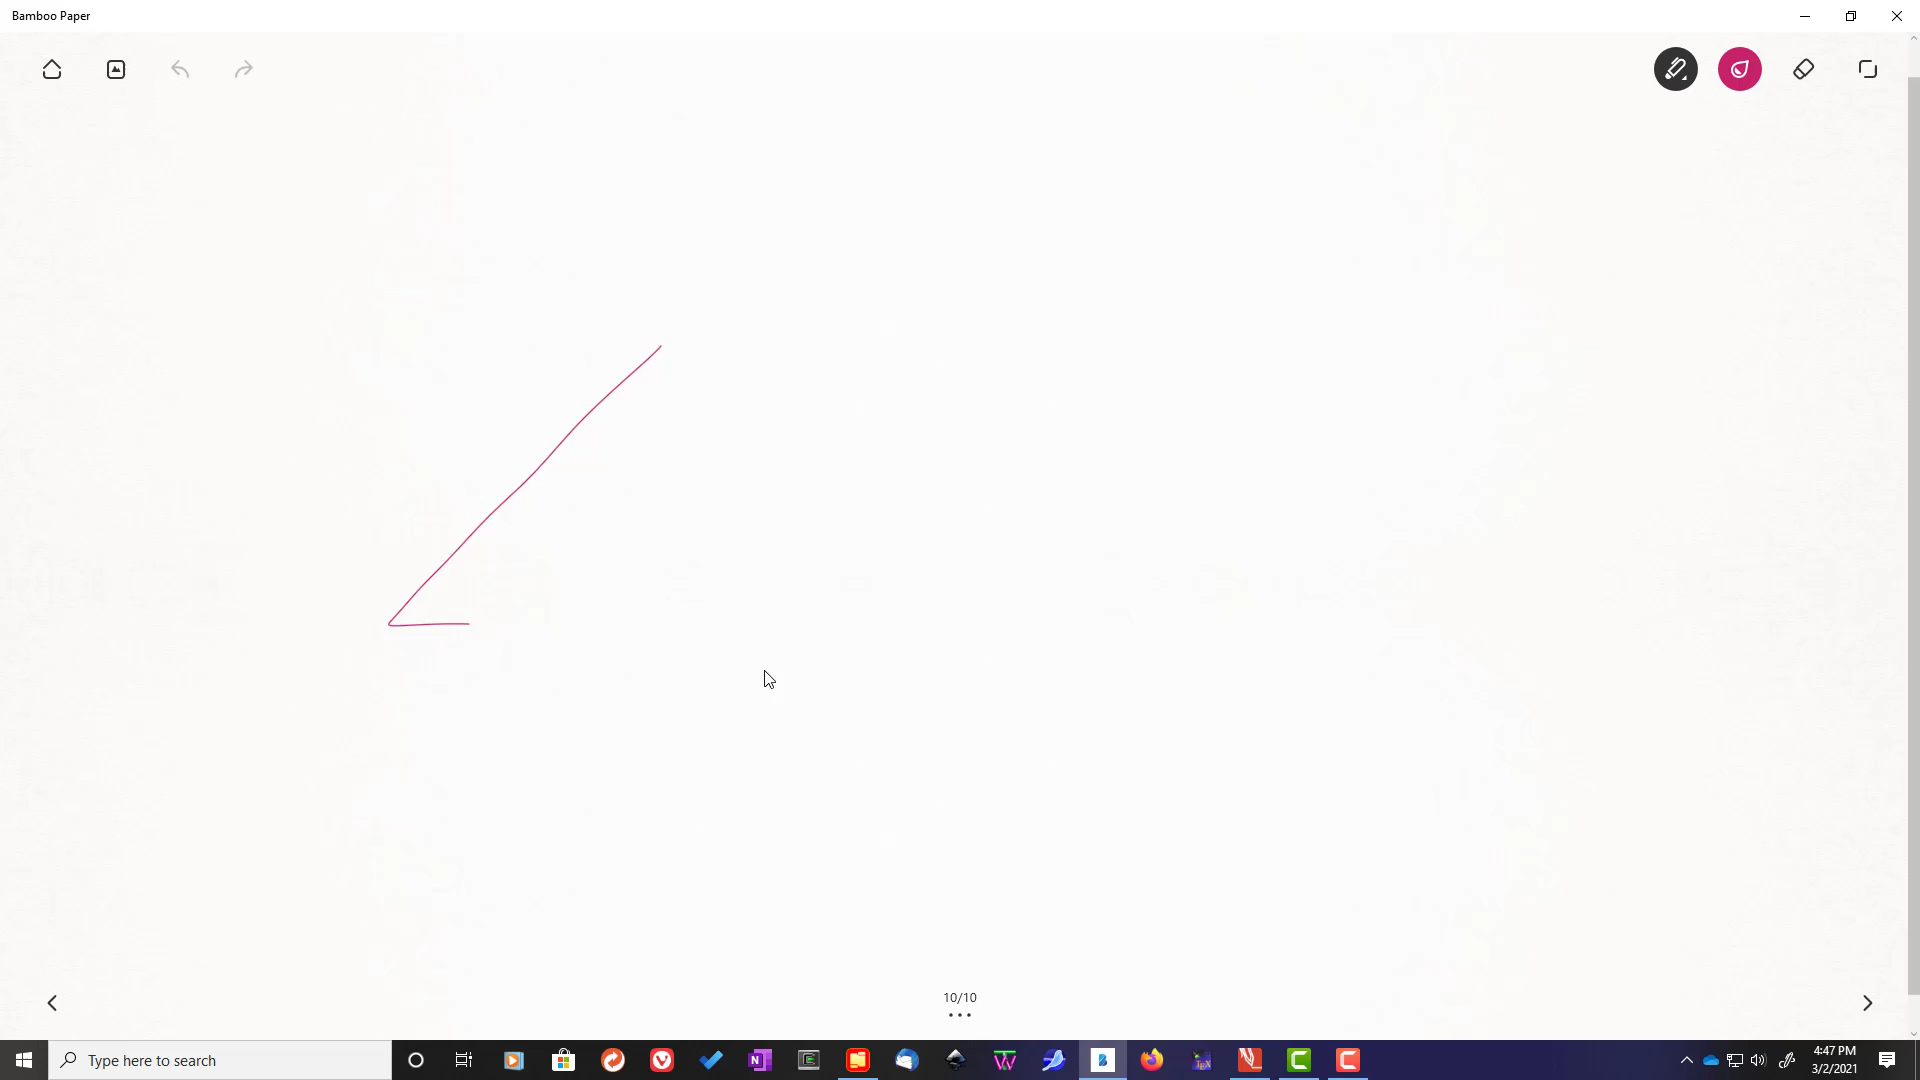 Bamboo Paper
10/10
Type here to search
4:47 PM
3/2/2021